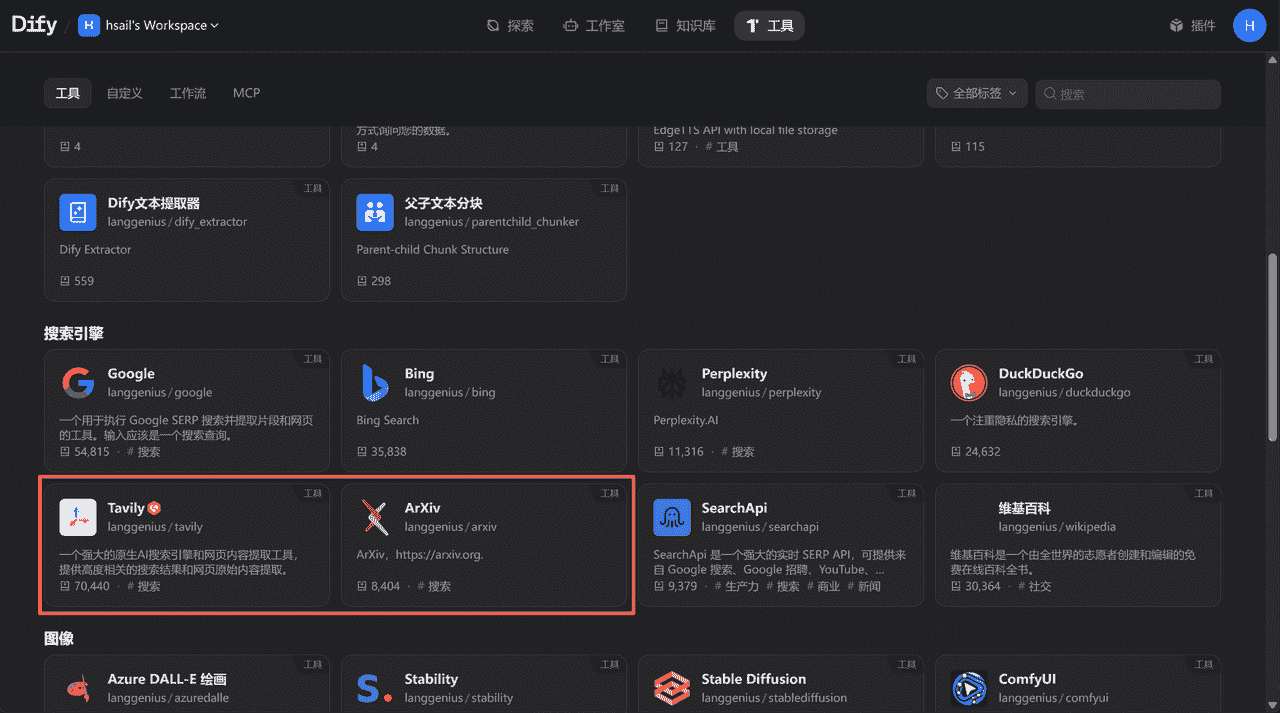 Dify / H hsail's Workspace
探索
工作室
知识库
工具
插件
H
工具
自定义
工作流
MCP
全部标签
搜索
4
方式询问您的数据。
4
EdgeTTS API with local file storage
127 · # 工具
115
工具
Dify文本提取器
langgenius / dify_extractor
Dify Extractor
559
工具
父子文本分块
langgenius / parentchild_chunker
Parent-child Chunk Structure
298
搜索引擎
工具
Google
langgenius / google
一个用于执行 Google SERP 搜索并提取片段和网页
的工具。输入应该是一个搜索查询。
54,815 · # 搜索
工具
Bing
langgenius / bing
Bing Search
35,838
工具
Perplexity
langgenius / perplexity
Perplexity.AI
11,316 · # 搜索
工具
DuckDuckGo
langgenius / duckduckgo
一个注重隐私的搜索引擎。
24,632
工具
Tavily
langgenius / tavily
一个强大的原生AI搜索引擎和网页内容提取工具，
提供高度相关的搜索结果和网页原始内容提取。
70,440 · # 搜索
工具
ArXiv
langgenius / arxiv
ArXiv，https://arxiv.org.
8,404 · # 搜索
工具
SearchApi
langgenius / searchapi
SearchApi 是一个强大的实时 SERP API，可提供来
自 Google 搜索、Google 招聘、YouTube、...
9,379 · # 生产力 # 搜索 # 商业 # 新闻
工具
维基百科
langgenius / wikipedia
维基百科是一个由全世界的志愿者创建和编辑的免
费在线百科全书。
30,364 · # 社交
图像
工具
Azure DALL-E 绘画
langgenius / azuredalle
工具
Stability
langgenius / stability
工具
Stable Diffusion
langgenius / stablediffusion
工具
ComfyUI
langgenius / comfyui